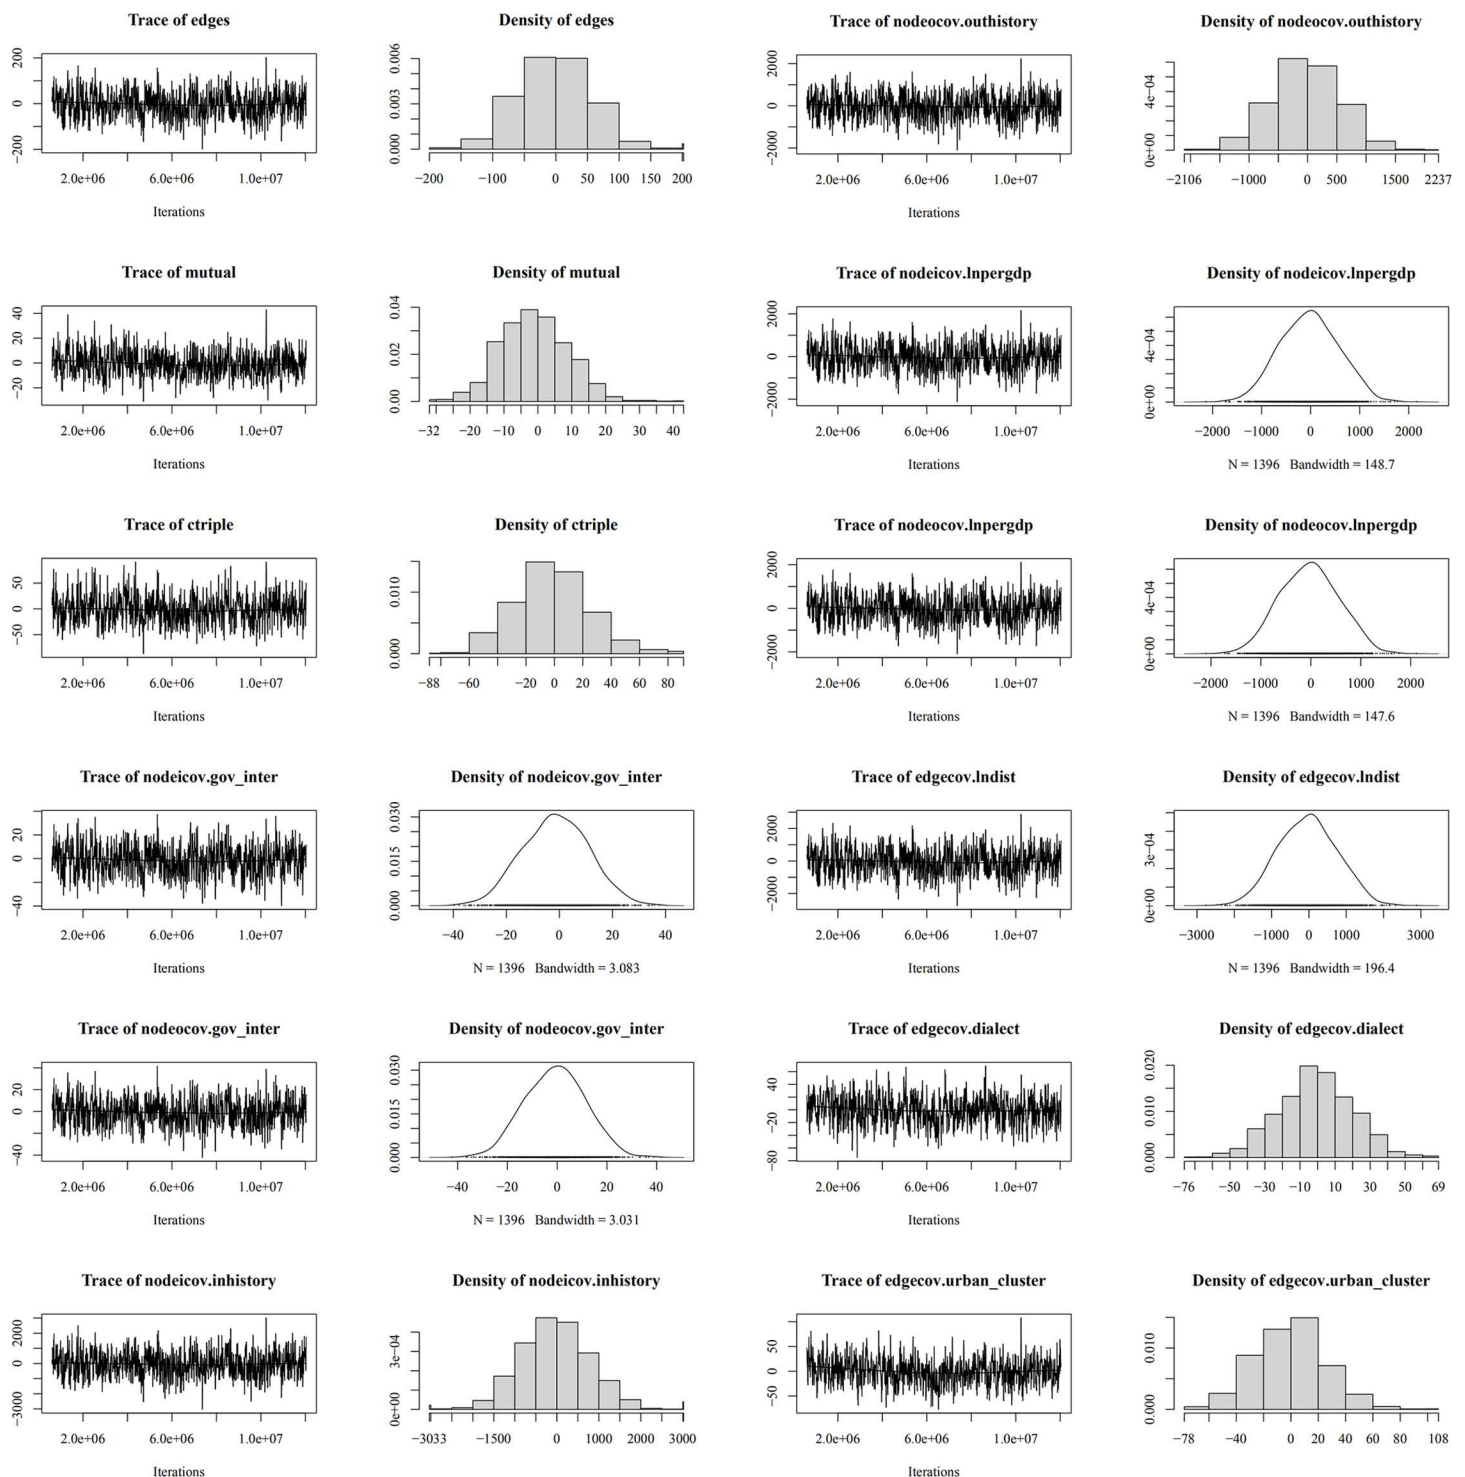 Trace of edges Density of edges Trace of nodeocov.outhistory Density of nodeocov.outhistory
200
0
−200
2.0e+06 6.0e+06 1.0e+07
Iterations
0.006
0.003
0.000
−200 −100 0 50 100 150 200
2000
0
−2000
2.0e+06 6.0e+06 1.0e+07
Iterations
4e−04
0e+00
−2106 −1000 0 500 1500 2237
Trace of mutual Density of mutual Trace of nodeicov.lnpergdp Density of nodeicov.lnpergdp
40
20
0
−20
2.0e+06 6.0e+06 1.0e+07
Iterations
0.04
0.02
0.00
−32 −20 −10 0 10 20 30 40
2000
0
−2000
2.0e+06 6.0e+06 1.0e+07
Iterations
4e−04
0e+00
−2000 −1000 0 1000 2000
N = 1396 Bandwidth = 148.7
Trace of ctriple Density of ctriple Trace of nodeocov.lnpergdp Density of nodeocov.lnpergdp
50
0
−50
2.0e+06 6.0e+06 1.0e+07
Iterations
0.010
0.000
−88 −60 −20 0 20 40 60 80
2000
0
−2000
2.0e+06 6.0e+06 1.0e+07
Iterations
4e−04
0e+00
−2000 −1000 0 1000 2000
N = 1396 Bandwidth = 147.6
Trace of nodeicov.gov_inter Density of nodeicov.gov_inter Trace of edgecov.lndist Density of edgecov.lndist
20
0
−40
2.0e+06 6.0e+06 1.0e+07
Iterations
0.030
0.015
0.000
−40 −20 0 20 40
N = 1396 Bandwidth = 3.083
2000
0
−2000
2.0e+06 6.0e+06 1.0e+07
Iterations
3e−04
0e+00
−3000 −1000 0 1000 3000
N = 1396 Bandwidth = 196.4
Trace of nodeocov.gov_inter Density of nodeocov.gov_inter Trace of edgecov.dialect Density of edgecov.dialect
20
0
−40
2.0e+06 6.0e+06 1.0e+07
Iterations
0.030
0.015
0.000
−40 −20 0 20 40
N = 1396 Bandwidth = 3.031
40
−20
−80
2.0e+06 6.0e+06 1.0e+07
Iterations
0.020
0.010
0.000
−76 −50 −30 −10 10 30 50 69
Trace of nodeicov.inhistory Density of nodeicov.inhistory Trace of edgecov.urban_cluster Density of edgecov.urban_cluster
2000
0
−3000
2.0e+06 6.0e+06 1.0e+07
Iterations
3e−04
0e+00
−3033 −1500 0 1000 2000 3000
50
0
−50
2.0e+06 6.0e+06 1.0e+07
Iterations
0.010
0.000
−78 −40 0 20 40 60 80 108